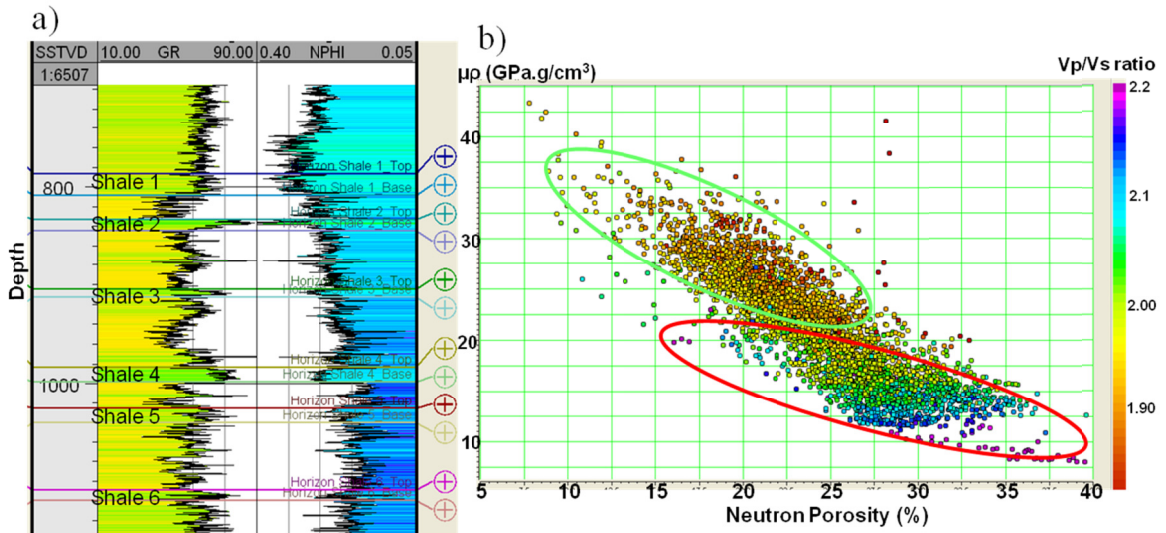 a)
SSTVD 10.00 GR 90.00 0.40 NPHI 0.05
1:6507
Depth
Horizon Shale 1_Top
Shale 1
800
Horizon Shale 1_Base
Horizon Shale 2_Top
Shale 2
Horizon Shale 2_Base
Horizon Shale 3_Top
Shale 3
Horizon Shale 3_Base
Horizon Shale 4_Top
Shale 4
Horizon Shale 4_Base
1000
Shale 5
Shale 6
b)
μρ (GPa.g/cm³)
Vp/Vs ratio
40
30
20
10
5 10 15 20 25 30 35 40
Neutron Porosity (%)
2.2
2.10
2.00
1.90